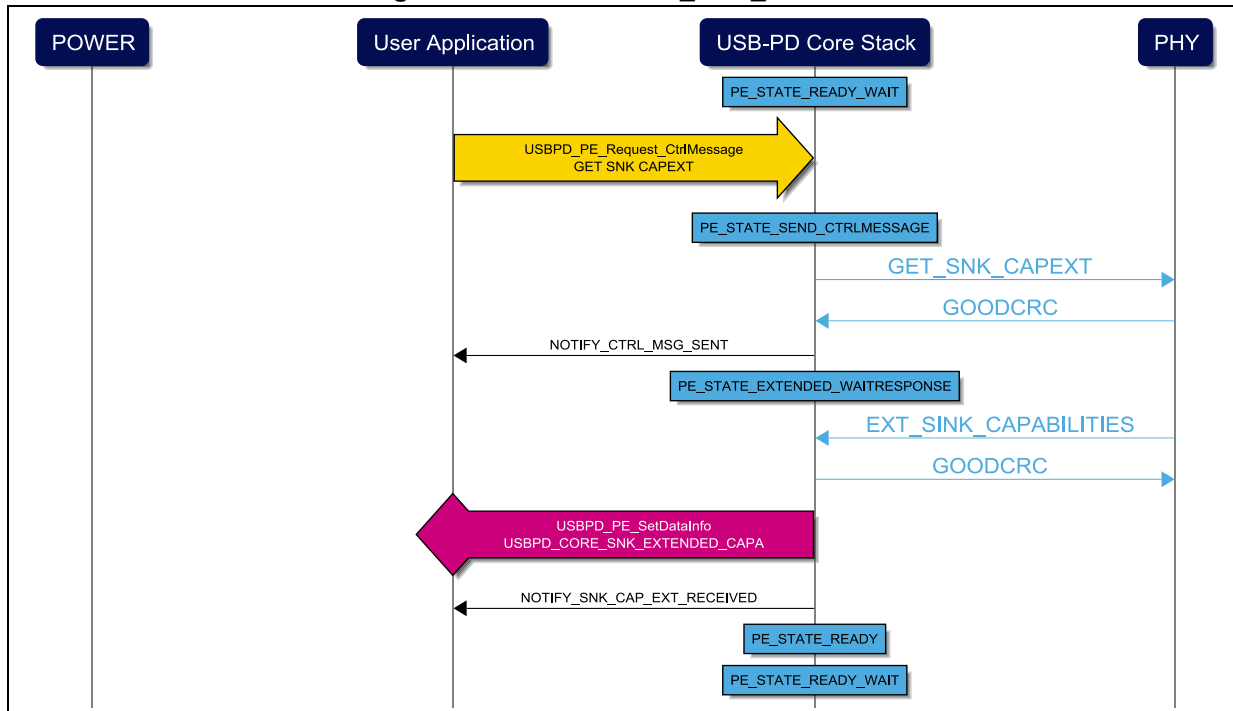 POWER
User Application
USB-PD Core Stack
PHY
PE_STATE_READY_WAIT
USBPD_PE_Request_CtrlMessage
GET SNK CAPEXT
PE_STATE_SEND_CTRLMESSAGE
GET_SNK_CAPEXT
GOODCRC
NOTIFY_CTRL_MSG_SENT
PE_STATE_EXTENDED_WAITRESPONSE
EXT_SINK_CAPABILITIES
GOODCRC
USBPD_PE_SetDataInfo
USBPD_CORE_SNK_EXTENDED_CAPA
NOTIFY_SNK_CAP_EXT_RECEIVED
PE_STATE_READY
PE_STATE_READY_WAIT